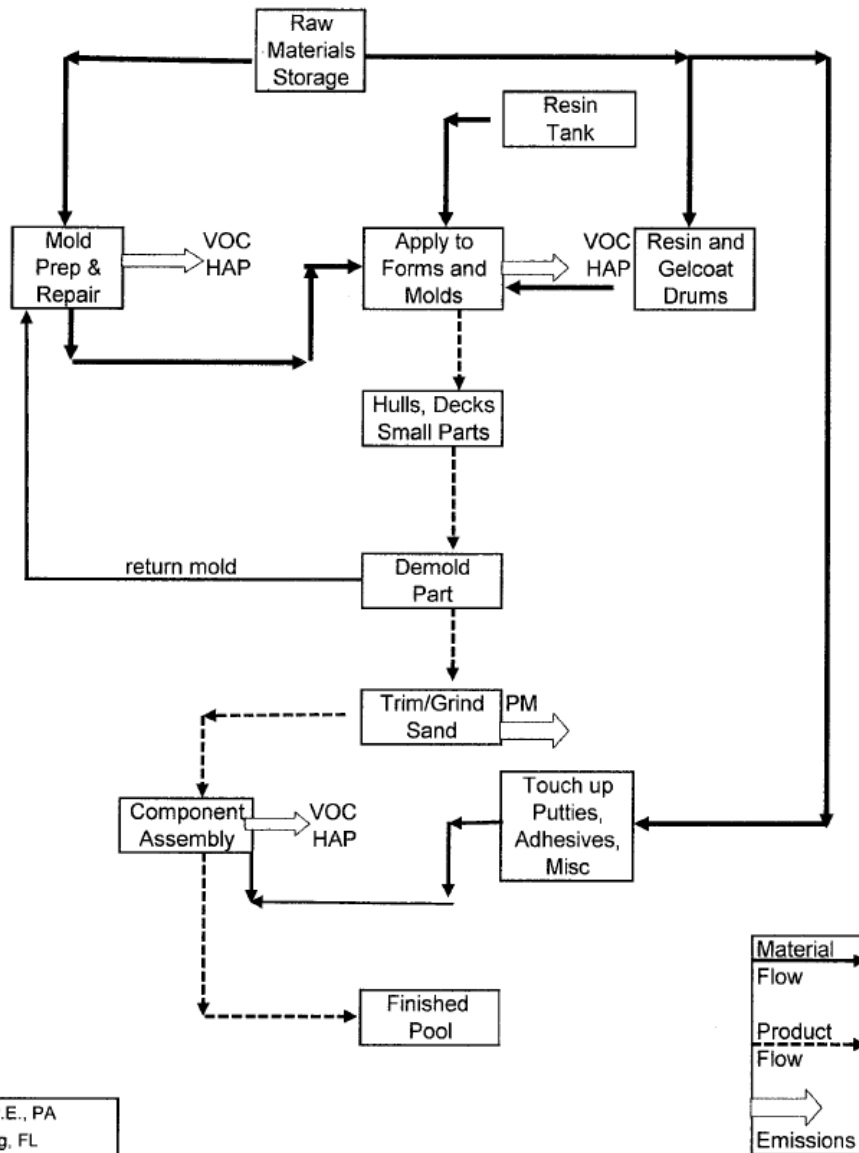 Raw
Materials
Storage
Resin
Tank
Mold
Prep &
Repair
VOC
HAP
Apply to
Forms and
Molds
VOC
HAP
Resin and
Gelcoat
Drums
Hulls, Decks
Small Parts
return mold
Demold
Part
Trim/Grind
Sand
PM
Component
Assembly
VOC
HAP
Touch up
Putties,
Adhesives,
Misc
Finished
Pool
Material
Flow
Product
Flow
Emissions
.E., PA
g, FL